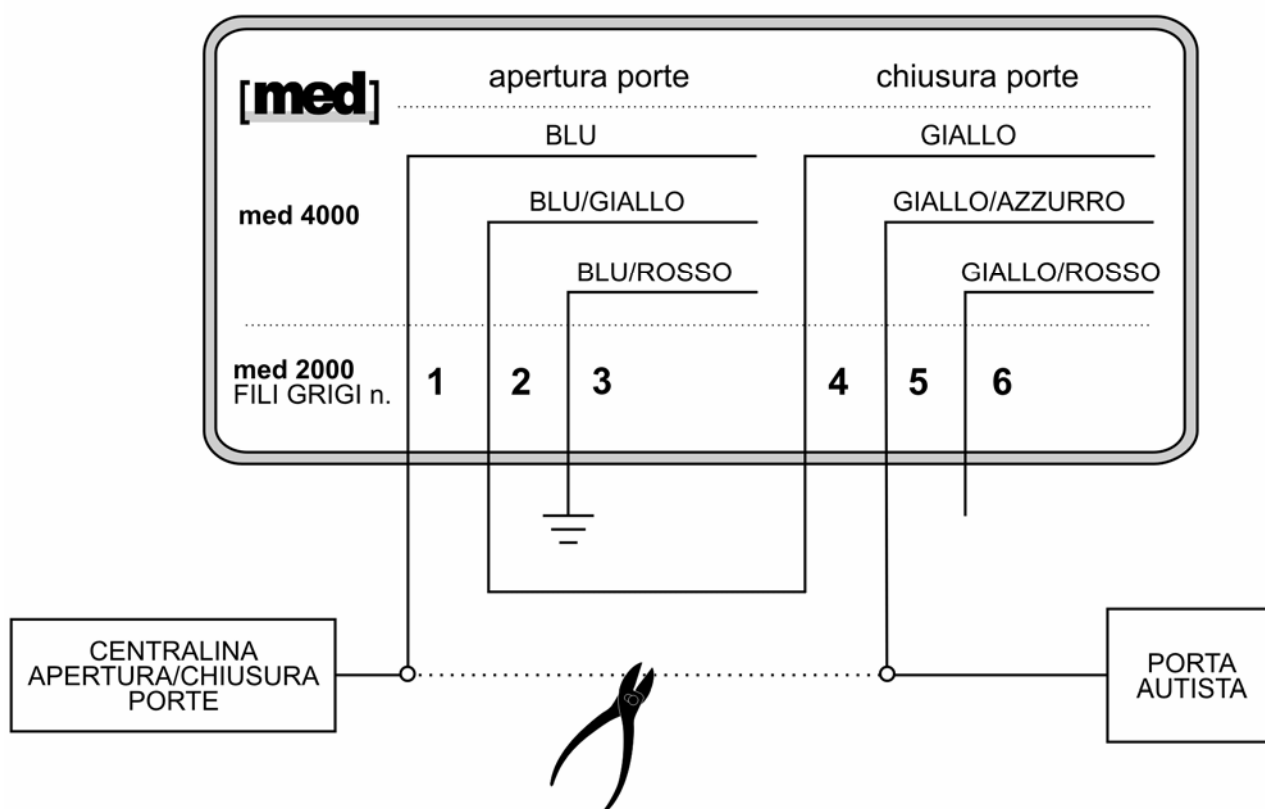 [med]
apertura porte
chiusura porte
BLU
GIALLO
med 4000
BLU/GIALLO
GIALLO/AZZURRO
BLU/ROSSO
GIALLO/ROSSO
med 2000
FILI GRIGI n.
1 2 3 4 5 6
CENTRALINA
APERTURA/CHIUSURA
PORTE
PORTA
AUTISTA